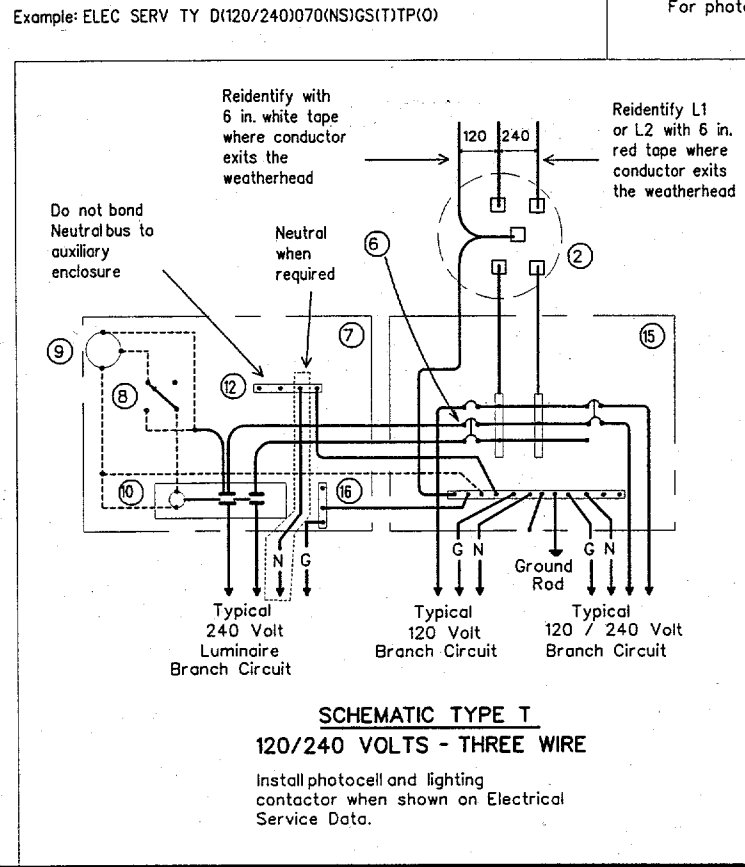 Example: ELEC SERV TY D(120/240)070(NS)GS(T)TP(O)
For photo
Reidentify with
6 in. white tape
where conductor
exits the
weatherhead
120
240
Reidentify L1
or L2 with 6 in.
red tape where
conductor exits
the weatherhead
Do not bond
Neutral bus to
auxiliary
enclosure
Neutral
when
required
6
2
9
7
15
8
12
10
16
N
G
G
N
Ground
Rod
G
N
Typical
240 Volt
Luminaire
Branch Circuit
Typical
120 Volt
Branch Circuit
Typical
120 / 240 Volt
Branch Circuit
SCHEMATIC TYPE T
120/240 VOLTS - THREE WIRE
Install photocell and lighting
contactor when shown on Electrical
Service Data.